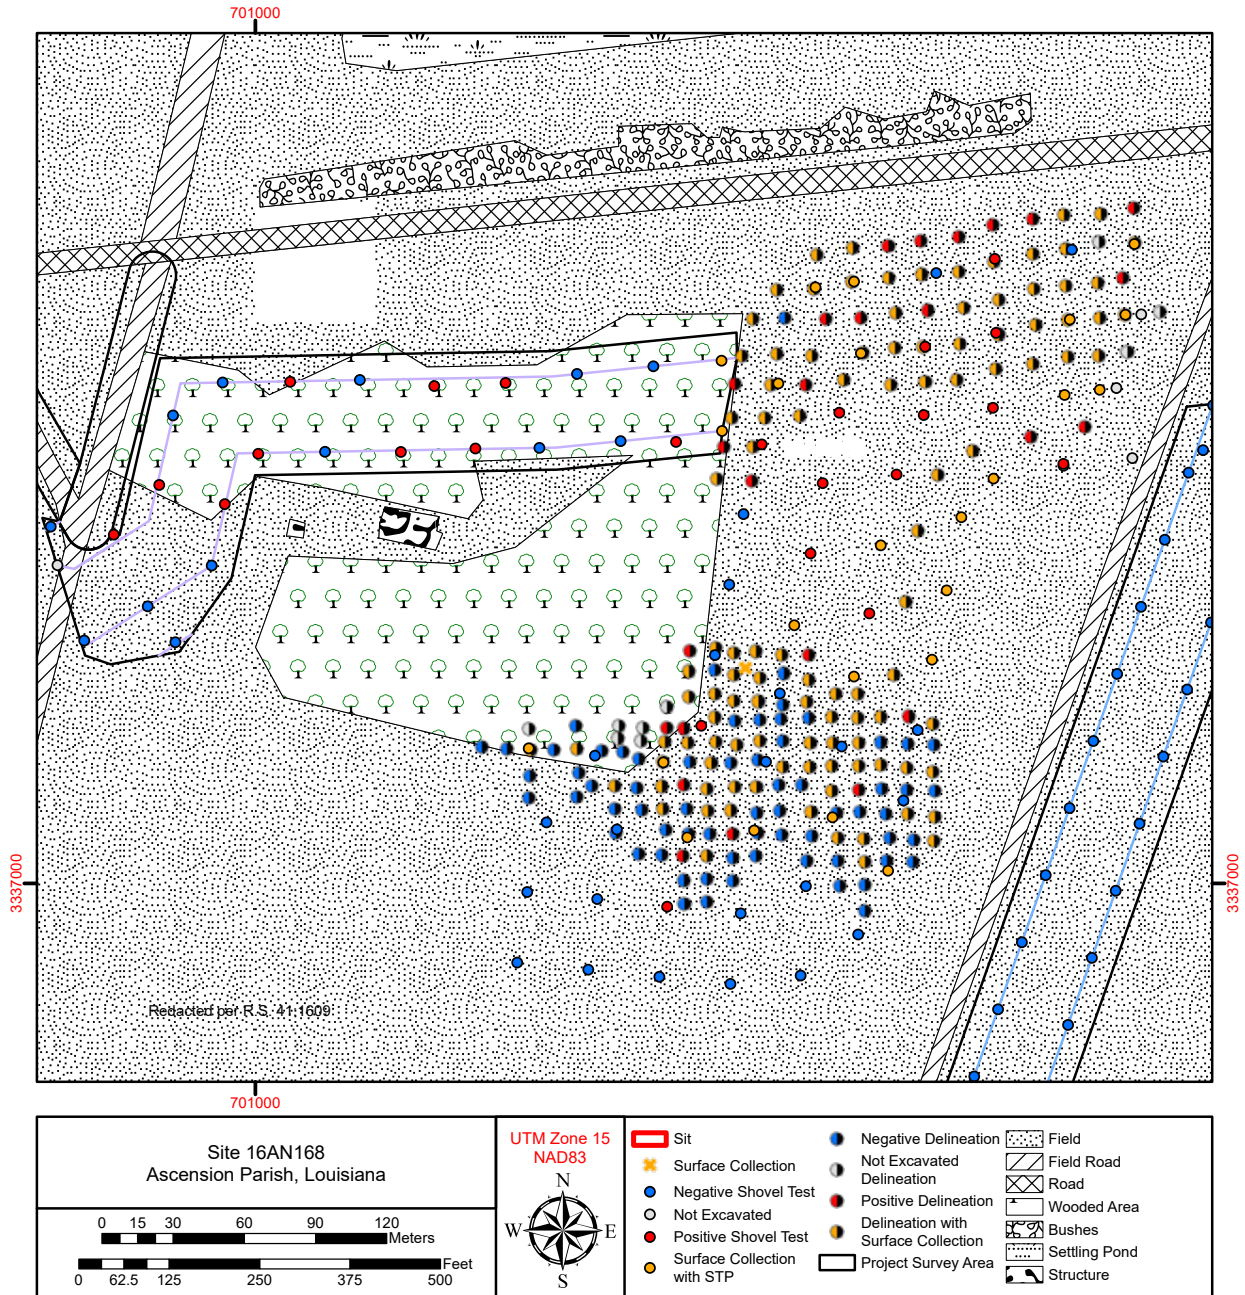 701000
3337000
3337000
Redacted per R.S. 41:1609
701000
Site 16AN168
Ascension Parish, Louisiana
0 15 30 60 90 120
Meters
Feet
0 62.5 125 250 375 500
UTM Zone 15
NAD83
N
W E
S
Sit
Surface Collection
Negative Shovel Test
Not Excavated
Positive Shovel Test
Surface Collection
with STP
Negative Delineation
Not Excavated
Delineation
Positive Delineation
Delineation with
Surface Collection
Project Survey Area
Field
Field Road
Road
Wooded Area
Bushes
Settling Pond
Structure